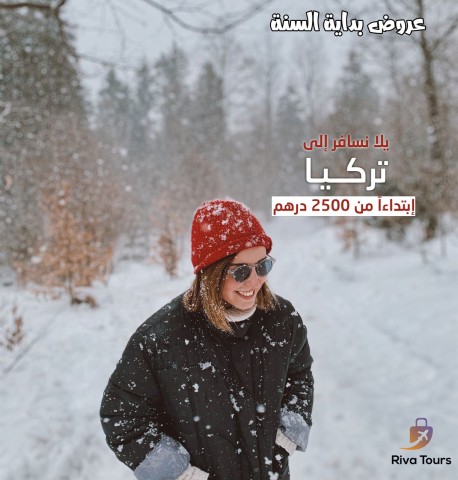 عروض بداية السنة
يلا نسافر إلى
تركيا
إبتداءاً من 2500 درهم
Riva Tours